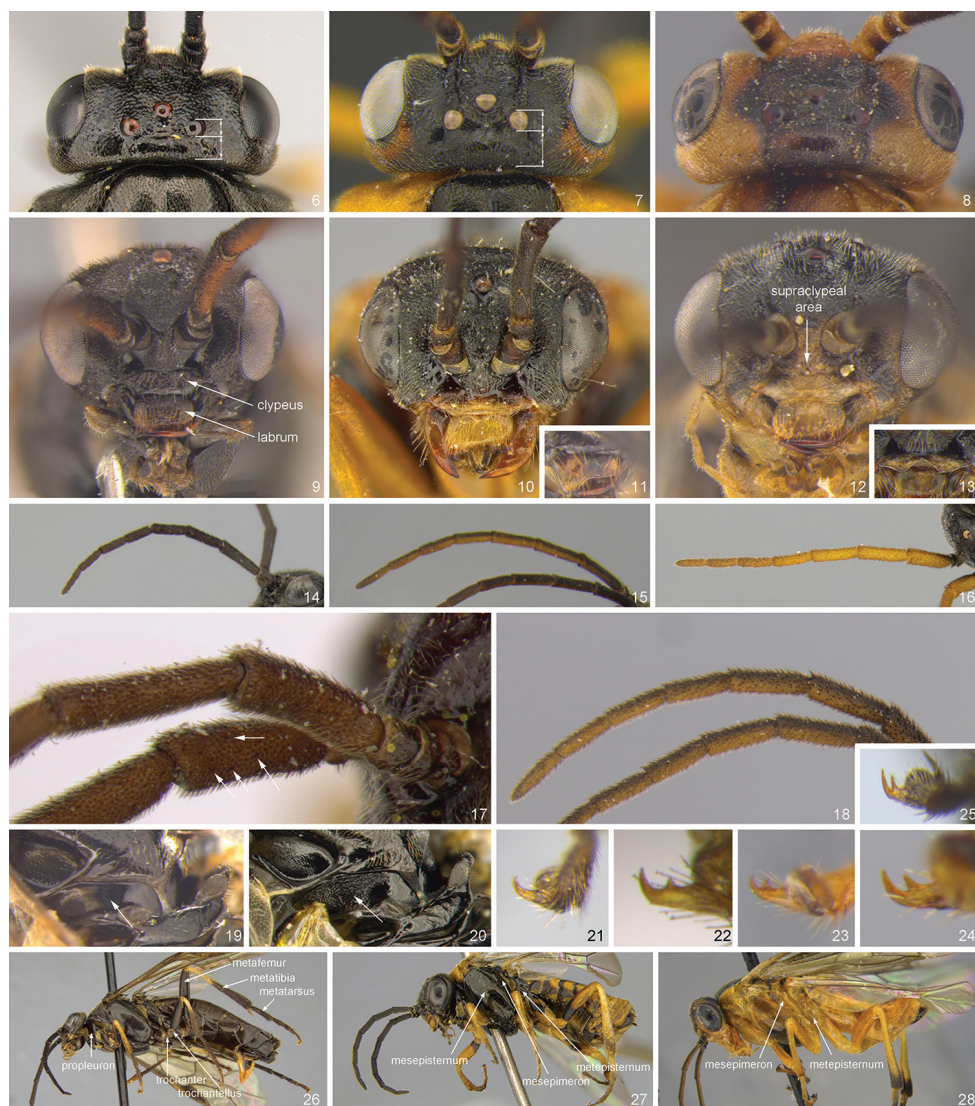 6
7
8
clypeus
labrum
9
10
11
supraclypeal
area
12
13
14
15
16
17
18
25
19
20
21
22
23
24
metafemur
metatibia
metatarsus
propleuron
trochanter
trochantellus
26
mesepisternum
mesepimeron
metepisternum
27
mesepimeron
metepisternum
28